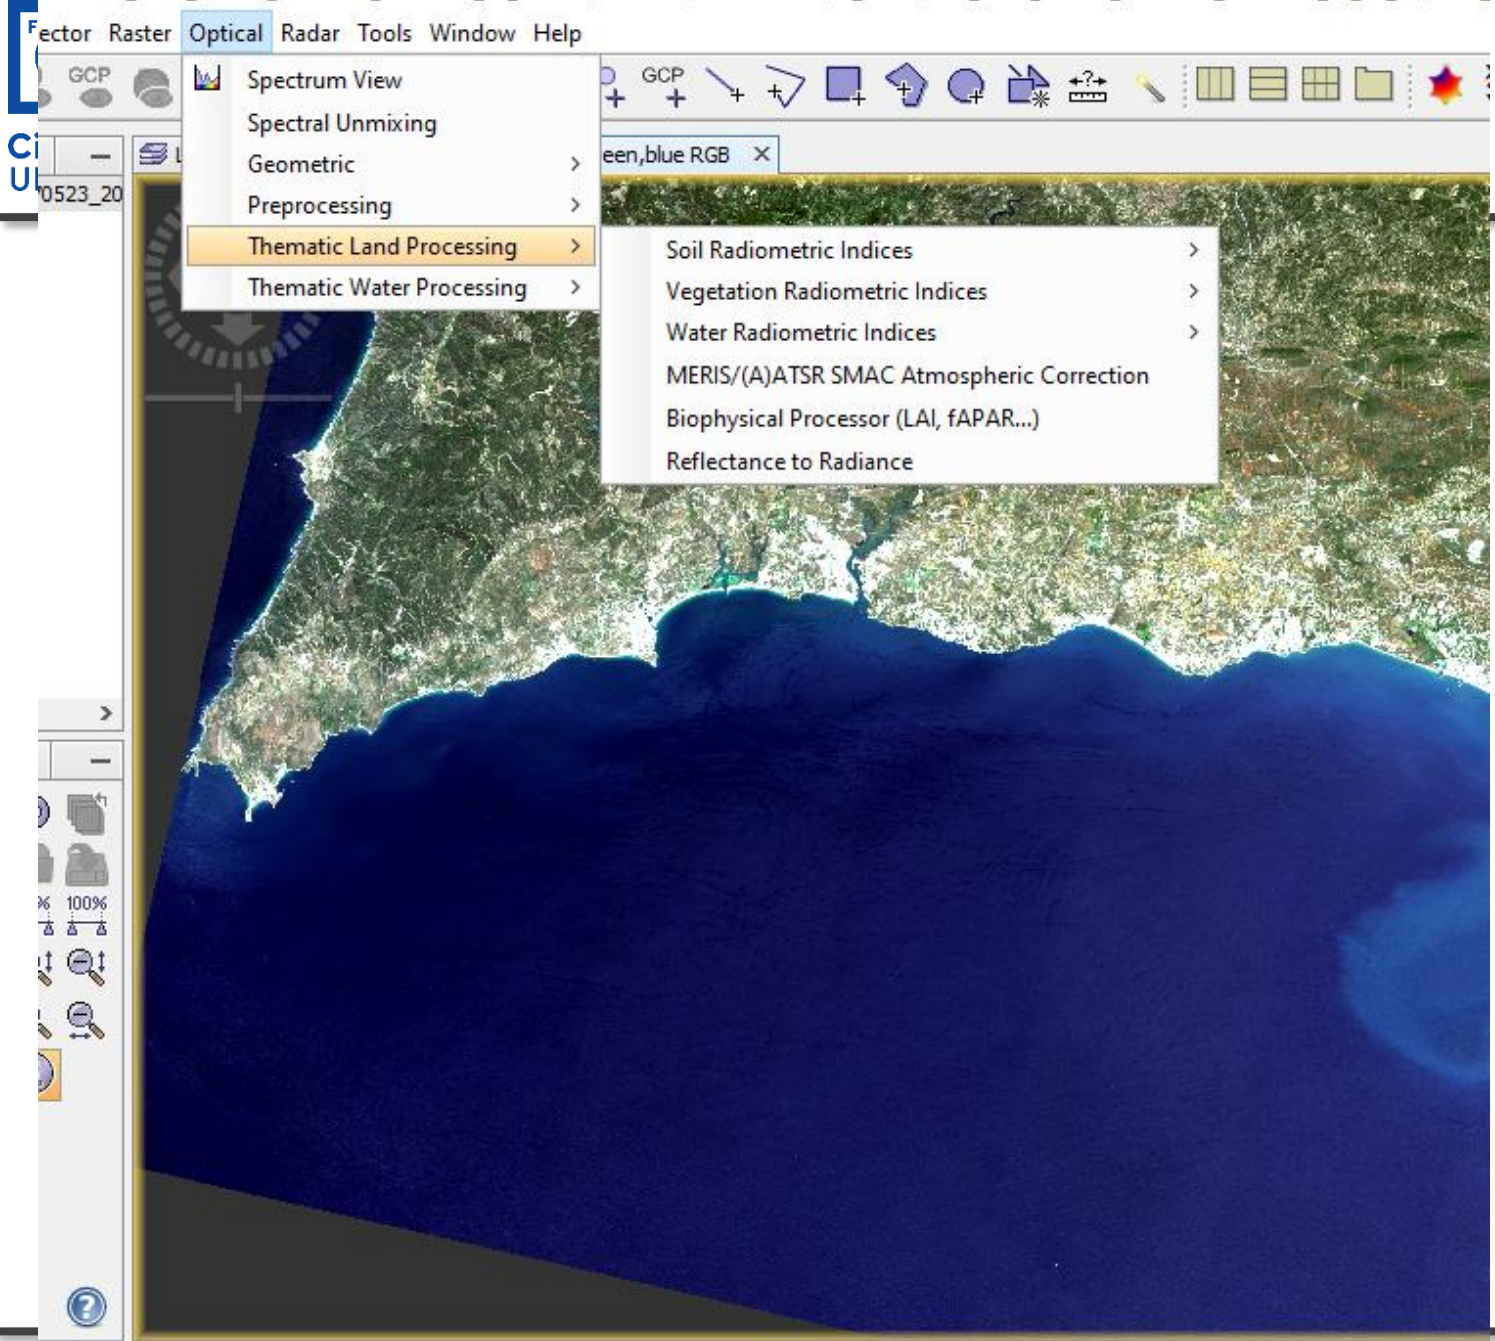 ector Raster Optical Radar Tools Window Help
GCP
GCP
Spectrum View
Spectral Unmixing
Geometric
Preprocessing
Thematic Land Processing
Thematic Water Processing
een,blue RGB
70523_20
Soil Radiometric Indices
Vegetation Radiometric Indices
Water Radiometric Indices
MERIS/(A)ATSR SMAC Atmospheric Correction
Biophysical Processor (LAI, fAPAR...)
Reflectance to Radiance
% 100%